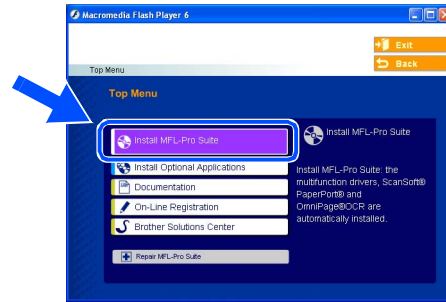 Macromedia Flash Player 6
Exit
Back
Top Menu
Top Menu
Install MFL-Pro Suite
Install Optional Applications
Documentation
On-Line Registration
Brother Solutions Center
Repair MFL-Pro Suite
Install MFL-Pro Suite
Install MFL-Pro Suite: the
multifunction drivers, ScanSoft®
PaperPort® and
OmniPage®OCR are
automatically installed.